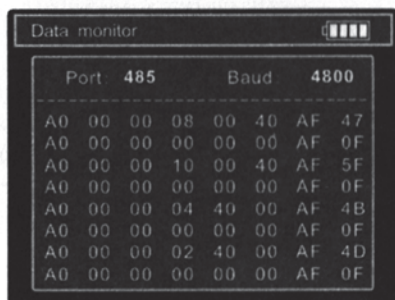 Data monitor
Port: 485 Baud: 4800
A0 00 00 08 00 40 AF 47
A0 00 00 00 00 00 AF 0F
A0 00 00 10 00 40 AF 5F
A0 00 00 00 00 00 AF 0F
A0 00 00 04 40 00 AF 4B
A0 00 00 00 00 00 AF 0F
A0 00 00 02 40 00 AF 4D
A0 00 00 00 00 00 AF 0F